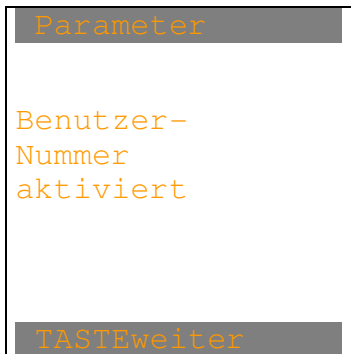 Parameter
Benutzer-
Nummer
aktiviert
TASTEweiter